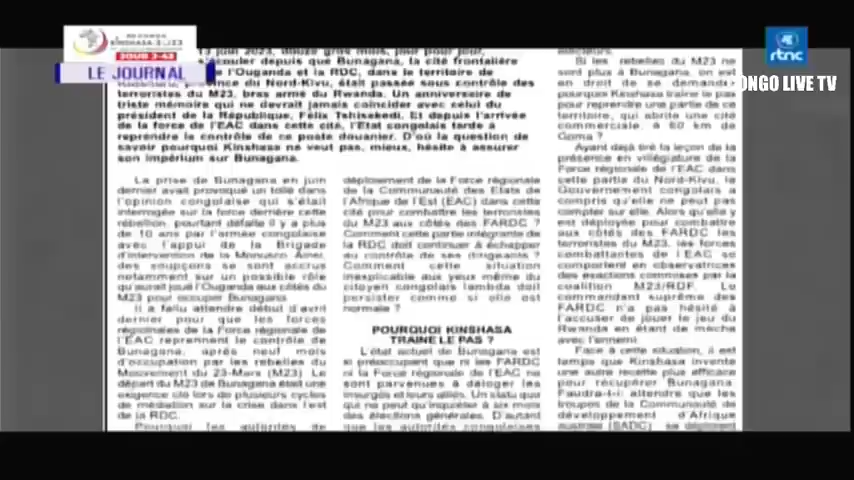 KINSHASA 2023
JOUR J-43
LE JOURNAL
rtnc
ONGO LIVE TV
13 juin 2023, douze gros mois, jour pour jour,
s'écouler depuis que Bunagana, la cité frontalière
de l'Ouganda et la RDC, dans le territoire de
province du Nord-Kivu, était passée sous contrôle des
terroristes du M23, bras armé du Rwanda. Un anniversaire de
triste mémoire qui ne devrait jamais coïncider avec celui du
président de la République, Félix Tshisekedi. Et depuis l'arrivée
de la force de l'EAC dans cette cité, l'Etat congolais tarde à
reprendre le contrôle de ce poste douanier. D'où la question de
savoir pourquoi Kinshasa ne veut pas, mieux, hésite à assurer
son impérium sur Bunagana.
La prise de Bunagana en juin
dernier avait provoqué un tollé dans
l'opinion congolaise qui s'était
interrogée sur la force derrière cette
rébellion, pourtant défaite il y a plus
de 10 ans par l'armée congolaise
avec l'appui de la Brigade
d'intervention de la Monusco. Amer,
des soupçons se sont accrus
notamment sur un possible rôle
qu'aurait joué l'Ouganda aux côtés du
M23 pour occuper Bunagana.
Il a fallu attendre début d'avril
dernier pour que les forces
régionales de la Force régionale de
l'EAC reprennent le contrôle de
Bunagana, après neuf mois
d'occupation par les rebelles du
Mouvement du 23-Mars (M23). Le
départ du M23 de Bunagana était une
exigence clé lors de plusieurs cycles
de médiation sur la crise dans l'est
de la RDC.
Pourquoi les autorités de
déploiement de la Force régionale
de la Communauté des Etats de
l'Afrique de l'Est (EAC) dans cette
cité pour combattre les terroristes
du M23 aux côtés des FARDC ?
Comment cette partie intégrante de
la RDC doit continuer à échapper
au contrôle de ses dirigeants ?
Comment cette situation
inexplicable aux yeux même du
citoyen congolais lambda doit
persister comme si elle est
normale ?
POURQUOI KINSHASA
TRAINE LE PAS ?
L'état actuel de Bunagana est
si préoccupant que ni les FARDC
ni la Force régionale de l'EAC ne
sont parvenues à déloger les
insurgés et leurs alliés. Un statu quo
qui ne peut qu'inquiéter à six mois
des élections générales. D'autant
que les autorités congolaises
électeurs.
Si les rebelles du M23 ne
sont plus à Bunagana, on est
en droit de se demander
pourquoi Kinshasa traîne le pas
pour reprendre une partie de ce
territoire, qui abrite une cité
commerciale, à 60 km de
Goma ?
Ayant déjà tiré la leçon de la
présence en villégiature de la
Force régionale de l'EAC dans
cette partie du Nord-Kivu, le
Gouvernement congolais a
compris qu'elle ne peut pas
compter sur elle. Alors qu'elle y
est déployée pour combattre
aux côtés des FARDC les
terroristes du M23, les forces
combattantes de l'EAC se
comportent en observatrices
des exactions commises par la
coalition M23/RDF. Le
commandant suprême des
FARDC n'a pas hésité à
l'accuser de jouer le jeu du
Rwanda en étant de mèche
avec l'ennemi.
Face à cette situation, il est
temps que Kinshasa invente
une autre recette plus efficace
pour récupérer Bunagana.
Faudra-t-il attendre que les
troupes de la Communauté de
développement d'Afrique
australe (SADC) se déploient